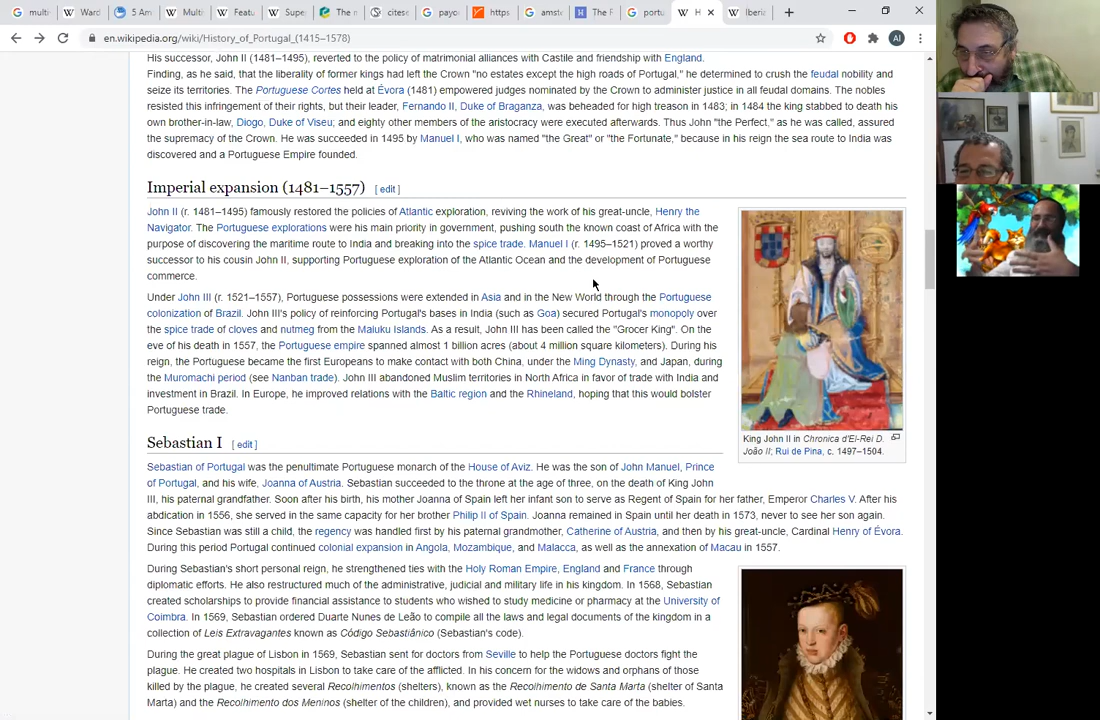 multi
Ward
5 Am
Multi
Featu
Supe
The n
citese
payo
https
amste
The F
portu
H
Iberia
en.wikipedia.org/wiki/History_of_Portugal_(1415–1578)
AI
His successor, John II (1481–1495), reverted to the policy of matrimonial alliances with Castile and friendship with England.
Finding, as he said, that the liberality of former kings had left the Crown "no estates except the high roads of Portugal," he determined to crush the feudal nobility and
seize its territories. The Portuguese Cortes held at Évora (1481) empowered judges nominated by the Crown to administer justice in all feudal domains. The nobles
resisted this infringement of their rights, but their leader, Fernando II, Duke of Braganza, was beheaded for high treason in 1483; in 1484 the king stabbed to death his
own brother-in-law, Diogo, Duke of Viseu; and eighty other members of the aristocracy were executed afterwards. Thus John "the Perfect," as he was called, assured
the supremacy of the Crown. He was succeeded in 1495 by Manuel I, who was named "the Great" or "the Fortunate," because in his reign the sea route to India was
discovered and a Portuguese Empire founded.
Imperial expansion (1481–1557) [ edit ]
John II (r. 1481–1495) famously restored the policies of Atlantic exploration, reviving the work of his great-uncle, Henry the
Navigator. The Portuguese explorations were his main priority in government, pushing south the known coast of Africa with the
purpose of discovering the maritime route to India and breaking into the spice trade. Manuel I (r. 1495–1521) proved a worthy
successor to his cousin John II, supporting Portuguese exploration of the Atlantic Ocean and the development of Portuguese
commerce.
Under John III (r. 1521–1557), Portuguese possessions were extended in Asia and in the New World through the Portuguese
colonization of Brazil. John III's policy of reinforcing Portugal's bases in India (such as Goa) secured Portugal's monopoly over
the spice trade of cloves and nutmeg from the Maluku Islands. As a result, John III has been called the "Grocer King". On the
eve of his death in 1557, the Portuguese empire spanned almost 1 billion acres (about 4 million square kilometers). During his
reign, the Portuguese became the first Europeans to make contact with both China, under the Ming Dynasty, and Japan, during
the Muromachi period (see Nanban trade). John III abandoned Muslim territories in North Africa in favor of trade with India and
investment in Brazil. In Europe, he improved relations with the Baltic region and the Rhineland, hoping that this would bolster
Portuguese trade.
King John II in Chronica d'El-Rei D.
João II; Rui de Pina, c. 1497–1504.
Sebastian I [ edit ]
Sebastian of Portugal was the penultimate Portuguese monarch of the House of Aviz. He was the son of John Manuel, Prince
of Portugal, and his wife, Joanna of Austria. Sebastian succeeded to the throne at the age of three, on the death of King John
III, his paternal grandfather. Soon after his birth, his mother Joanna of Spain left her infant son to serve as Regent of Spain for her father, Emperor Charles V. After his
abdication in 1556, she served in the same capacity for her brother Philip II of Spain. Joanna remained in Spain until her death in 1573, never to see her son again.
Since Sebastian was still a child, the regency was handled first by his paternal grandmother, Catherine of Austria, and then by his great-uncle, Cardinal Henry of Évora.
During this period Portugal continued colonial expansion in Angola, Mozambique, and Malacca, as well as the annexation of Macau in 1557.
During Sebastian's short personal reign, he strengthened ties with the Holy Roman Empire, England and France through
diplomatic efforts. He also restructured much of the administrative, judicial and military life in his kingdom. In 1568, Sebastian
created scholarships to provide financial assistance to students who wished to study medicine or pharmacy at the University of
Coimbra. In 1569, Sebastian ordered Duarte Nunes de Leão to compile all the laws and legal documents of the kingdom in a
collection of Leis Extravagantes known as Código Sebastiânico (Sebastian's code).
During the great plague of Lisbon in 1569, Sebastian sent for doctors from Seville to help the Portuguese doctors fight the
plague. He created two hospitals in Lisbon to take care of the afflicted. In his concern for the widows and orphans of those
killed by the plague, he created several Recolhimentos (shelters), known as the Recolhimento de Santa Marta (shelter of Santa
Marta) and the Recolhimento dos Meninos (shelter of the children), and provided wet nurses to take care of the babies.